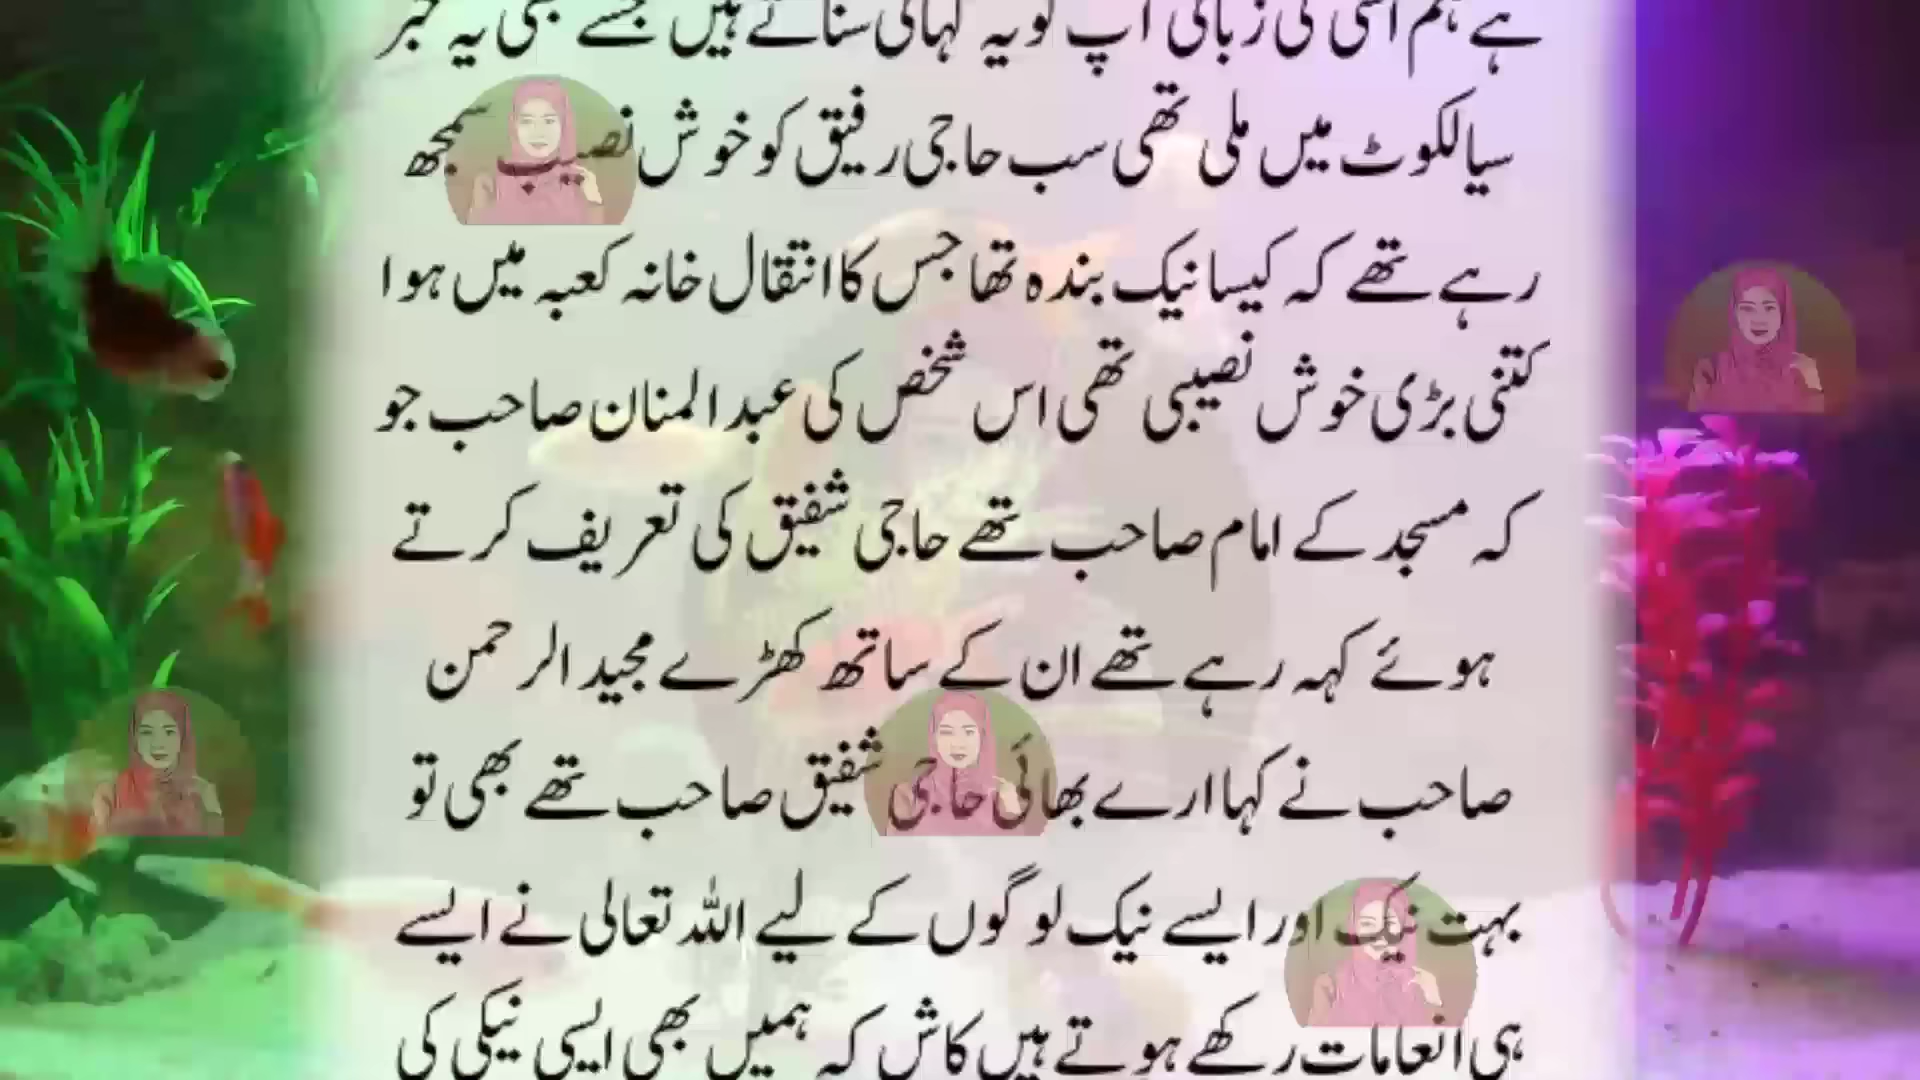 ہے ہم اسی کی زبانی آپ کو یہ کہانی سناتے ہیں جسے بھی یہ خبر
سیالکوٹ میں ملی تھی سب حاجی رفیق کو خوش نصیب سمجھ
رہے تھے کہ کیسا نیک بندہ تھا جس کا انتقال خانہ کعبہ میں ہوا
کتنی بڑی خوش نصیبی تھی اس شخص کی عبدالمنان صاحب جو
کہ مسجد کے امام صاحب تھے حاجی شفیق کی تعریف کرتے
ہوئے کہہ رہے تھے ان کے ساتھ کھڑے مجید الرحمن
صاحب نے کہا ارے بھائی حاجی شفیق صاحب تھے بھی تو
بہت نیک اور ایسے نیک لوگوں کے لیے اللہ تعالی نے ایسے
ہی انعامات رکھے ہوتے ہیں کاش کہ ہمیں بھی ایسی نیکی کی